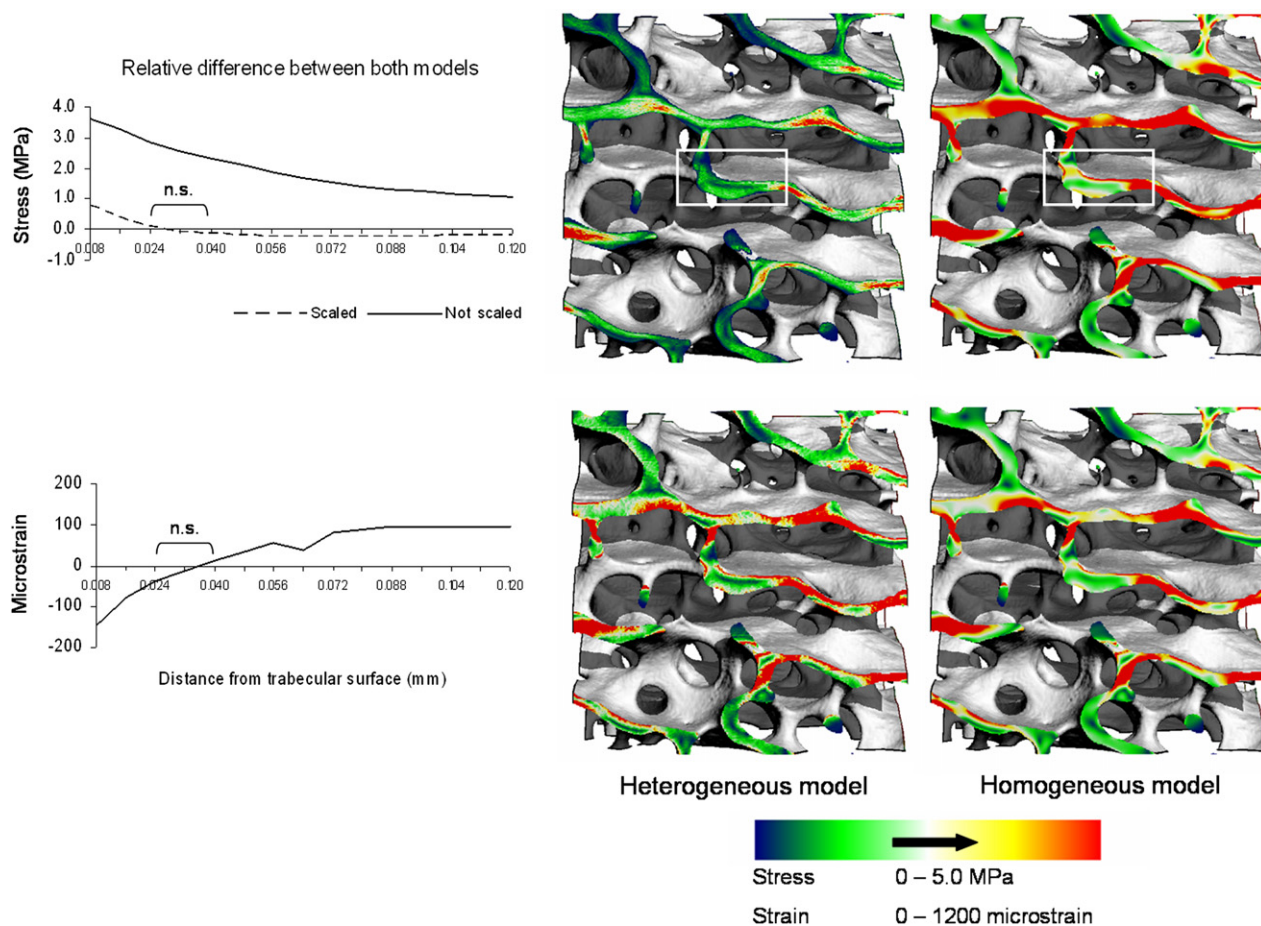 Relative difference between both models
Stress (MPa)
4.0
3.0
2.0
1.0
0.0
-1.0
n.s.
0.008 0.024 0.040 0.056 0.072 0.088 0.104 0.120
Scaled Not scaled
Microstrain
200
100
0
-100
-200
n.s.
0.008 0.024 0.040 0.056 0.072 0.088 0.104 0.120
Distance from trabecular surface (mm)
Heterogeneous model Homogeneous model
Stress 0 – 5.0 MPa
Strain 0 – 1200 microstrain